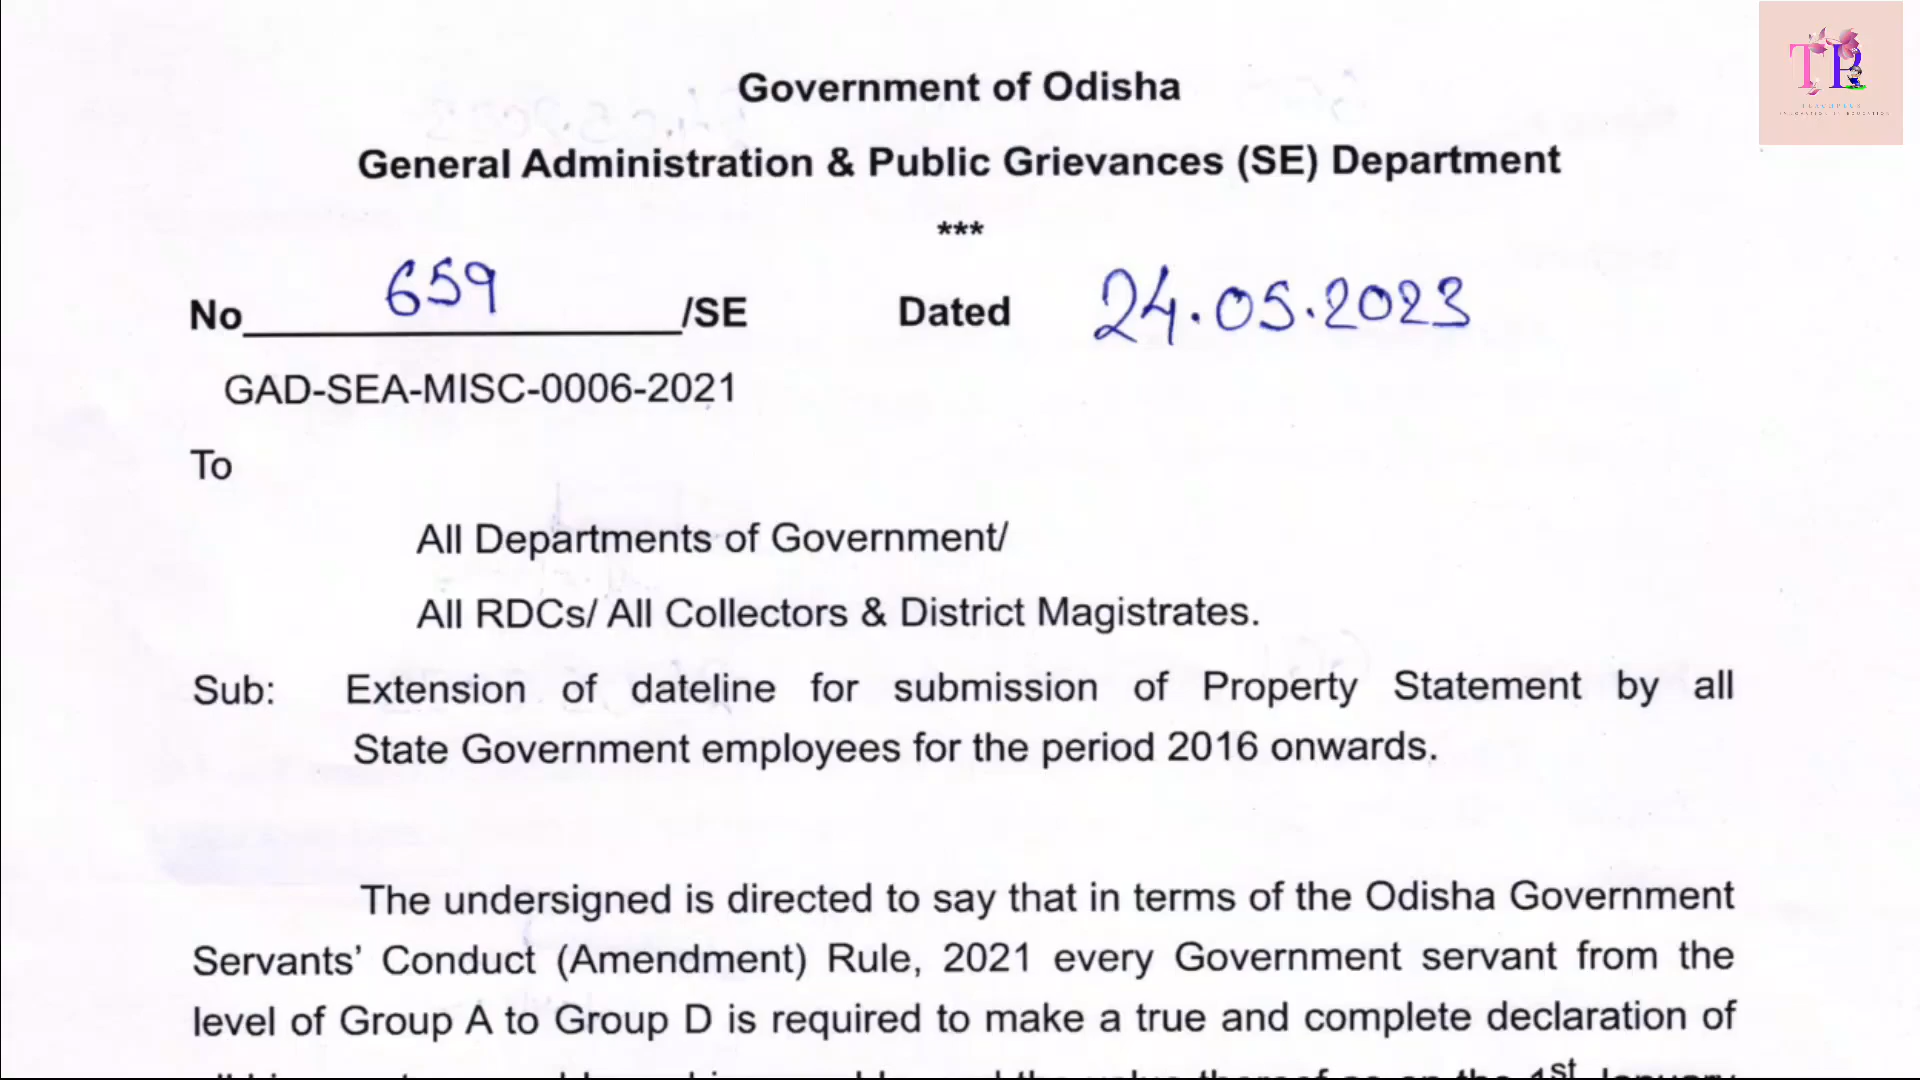 Government of Odisha
General Administration & Public Grievances (SE) Department
***
No 659 /SE Dated 24.05.2023
GAD-SEA-MISC-0006-2021
To
All Departments of Government/
All RDCs/ All Collectors & District Magistrates.
Sub: Extension of dateline for submission of Property Statement by all
State Government employees for the period 2016 onwards.
The undersigned is directed to say that in terms of the Odisha Government
Servants’ Conduct (Amendment) Rule, 2021 every Government servant from the
level of Group A to Group D is required to make a true and complete declaration of